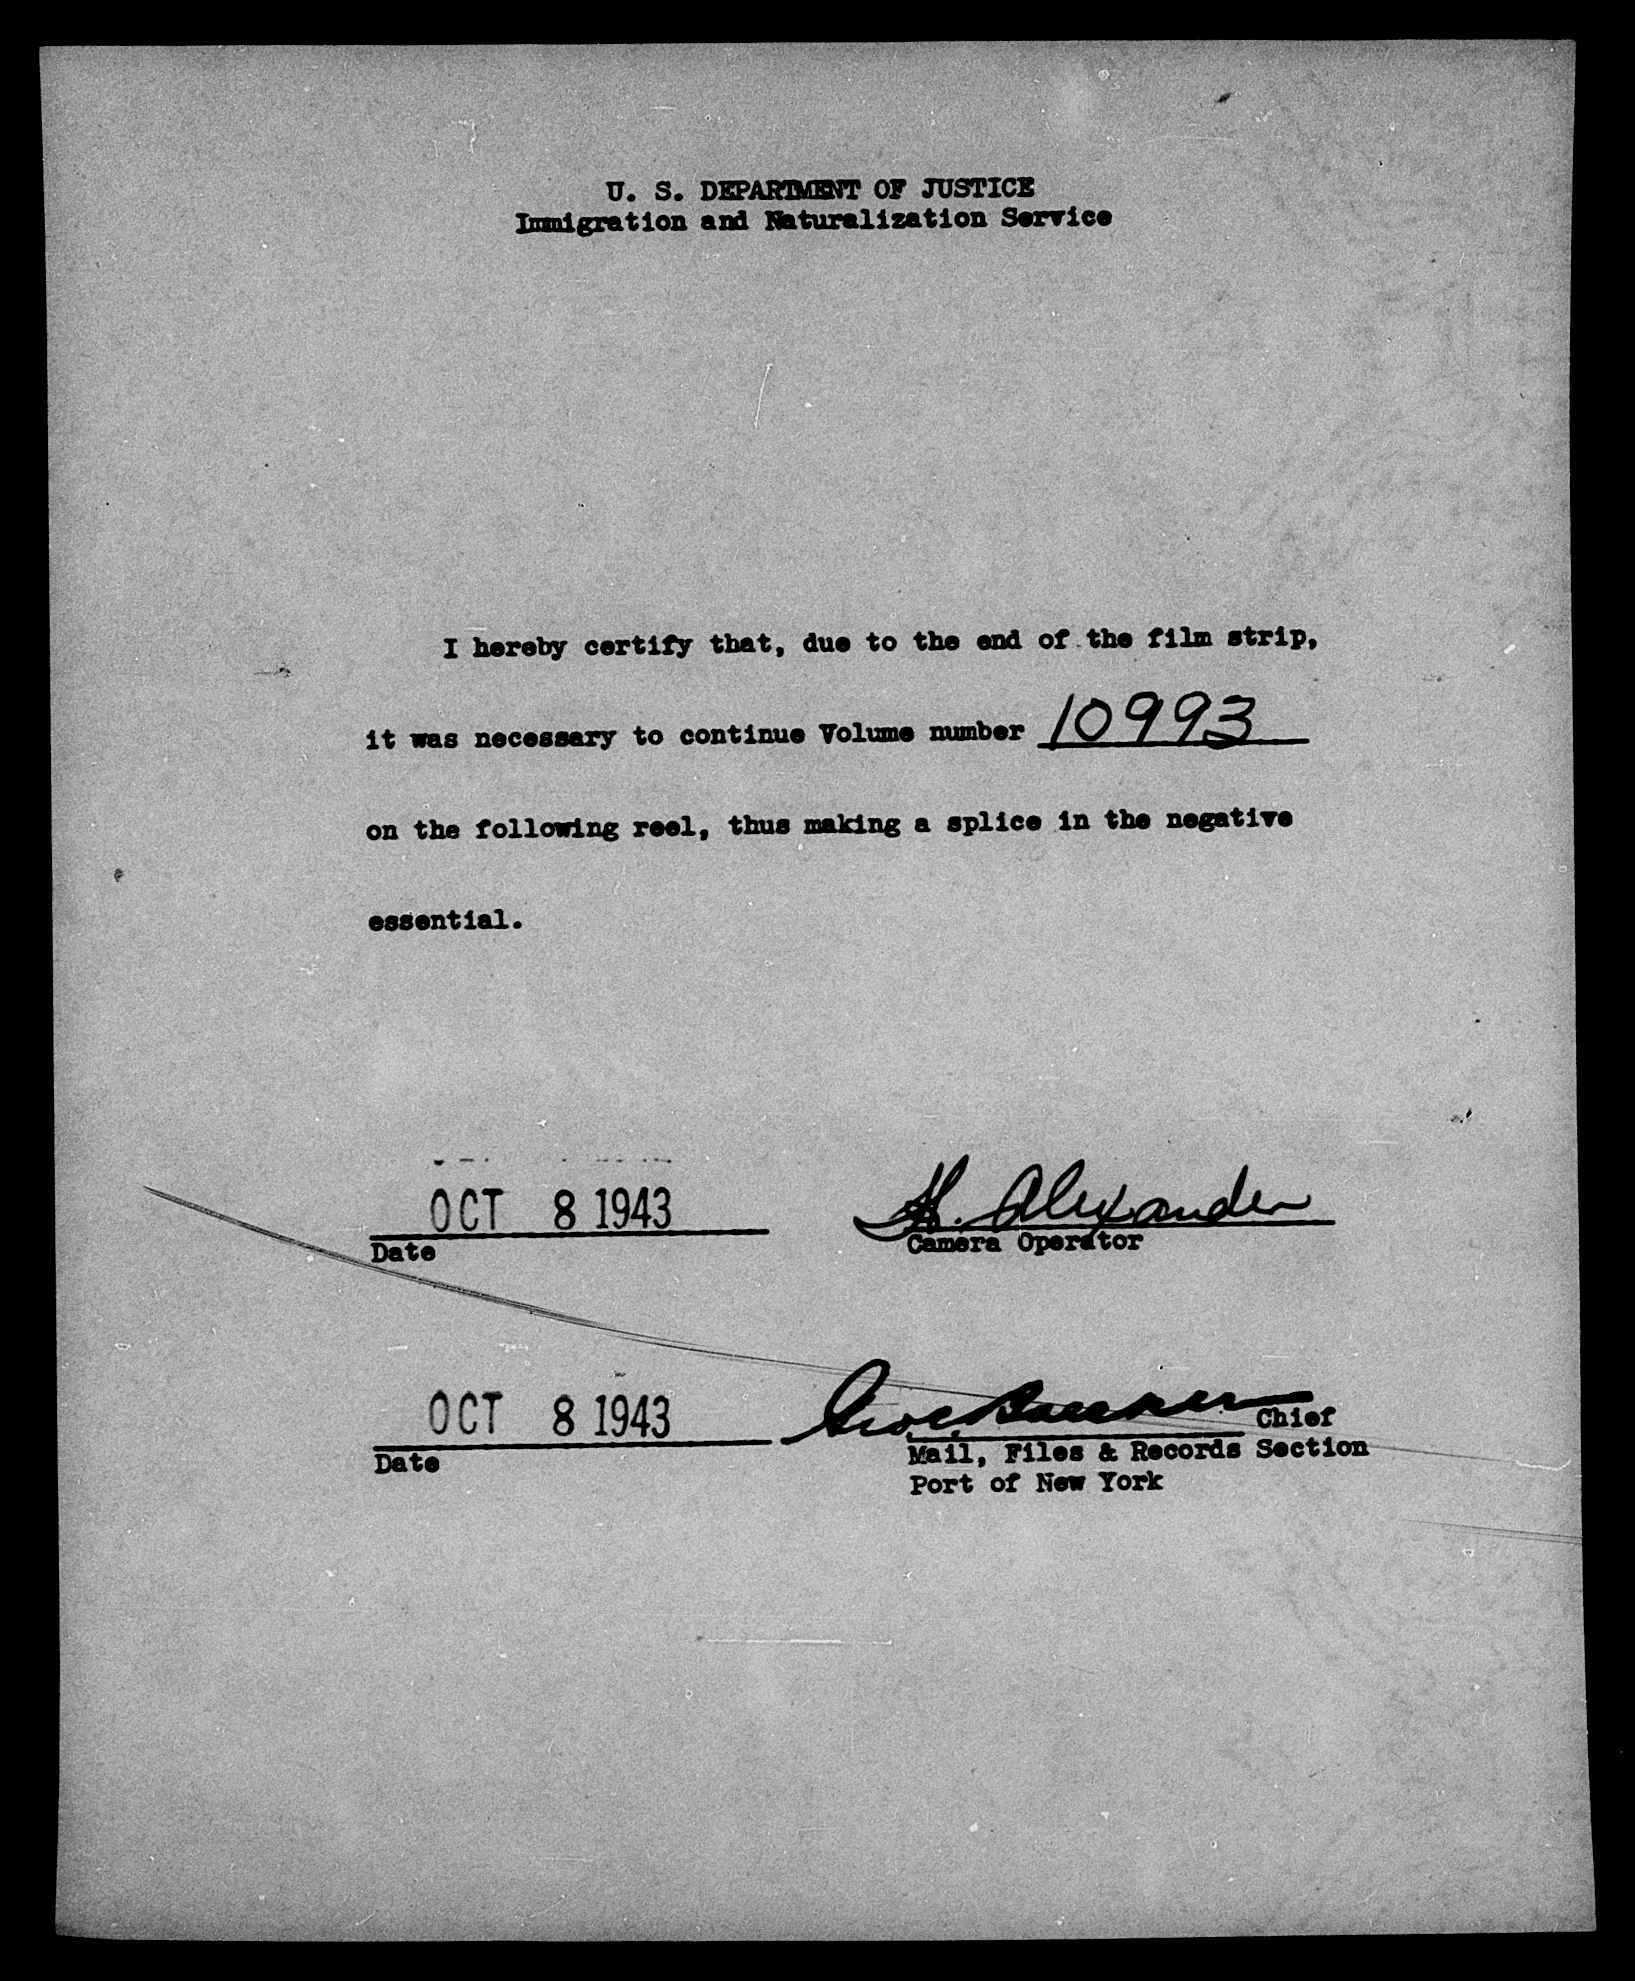 U. S. DEPARTMENT OF JUSTICE
Immigration and Naturalization Service
I hereby certify that, due to the end of the film strip,
it was necessary to continue Volume number 10993
on the following reel, thus making a splice in the negative
essential.
OCT 8 1943
Date
H. Alexander
Camera Operator
OCT 8 1943
Date
Chief
Mail, Files & Records Section
Port of New York